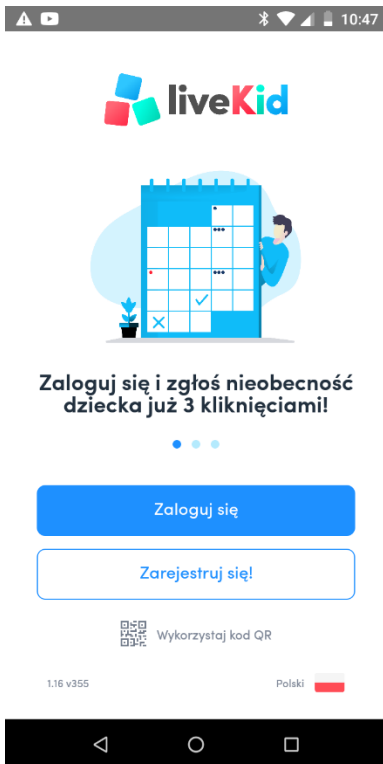 10:47
liveKid
Zaloguj się i zgłoś nieobecność
dziecka już 3 kliknięciami!
Zaloguj się
Zarejestruj się!
Wykorzystaj kod QR
1.16 v355
Polski